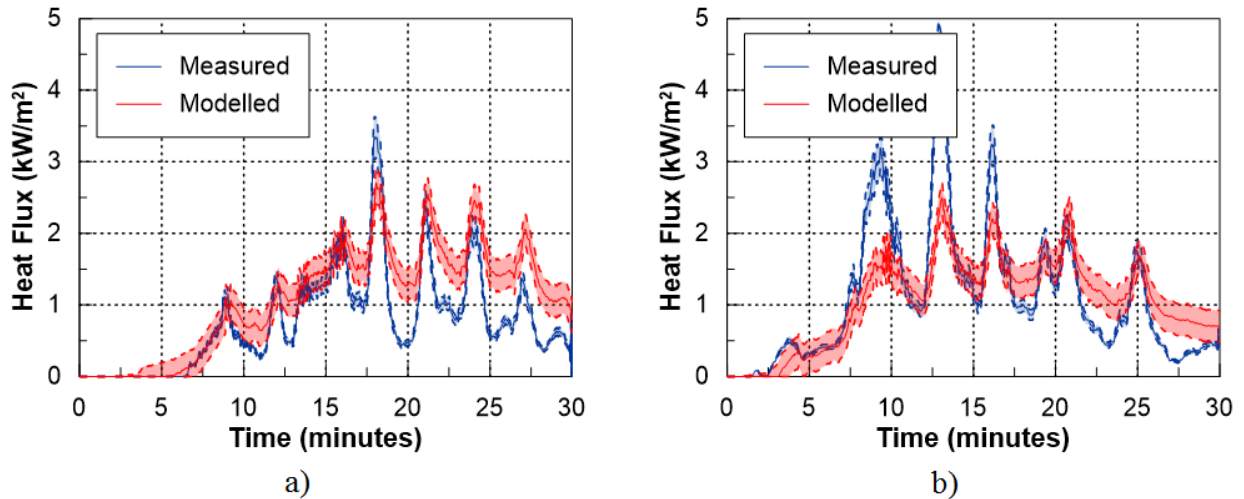 5
4
3
2
1
0
Heat Flux (kW/m²)
Measured
Modelled
0 5 10 15 20 25 30
Time (minutes)
a)
5
4
3
2
1
0
Heat Flux (kW/m²)
Measured
Modelled
0 5 10 15 20 25 30
Time (minutes)
b)